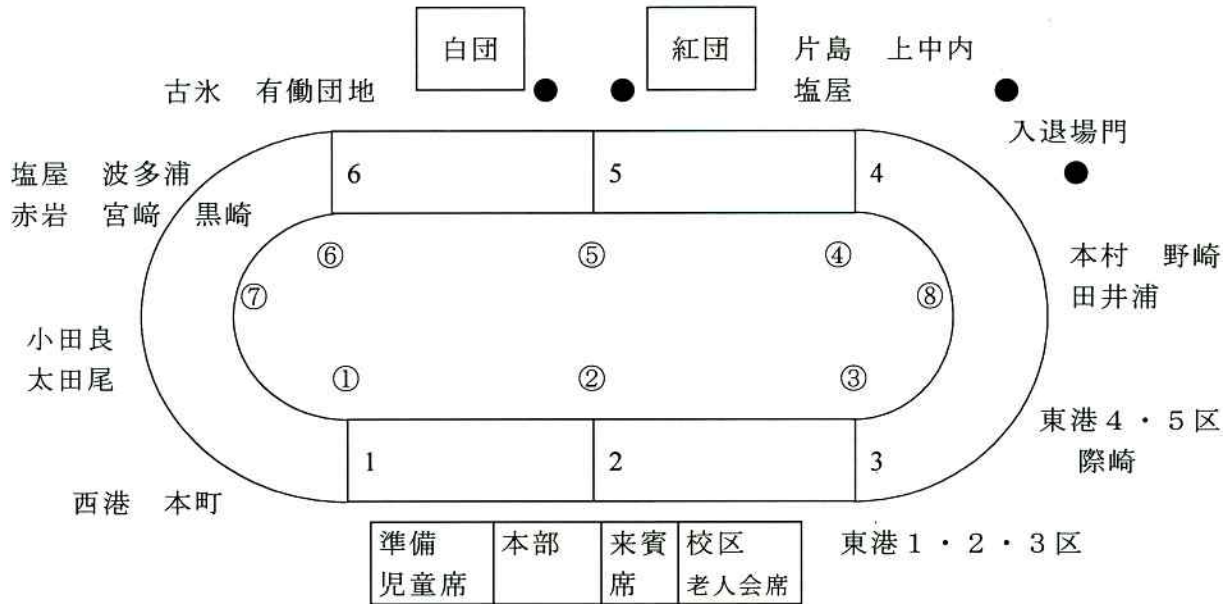 白団
紅団
片島 上中内
塩屋
古氷 有働団地
入退場門
塩屋 波多浦
赤岩 宮﨑 黒崎
6
5
4
⑥
⑤
④
⑦
⑧
本村 野崎
田井浦
小田良
太田尾
①
②
③
東港4・5区
際崎
1
2
3
西港 本町
準備
児童席
本部
来賓
席
校区
老人会席
東港1・2・3区